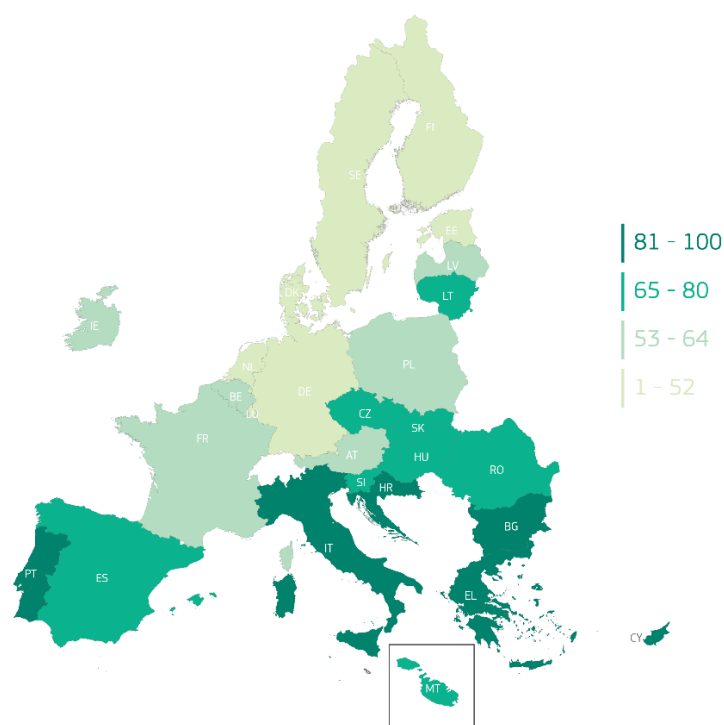 FI
SE
EE
81 - 100
LV
65 - 80
DK
LT
IE
53 - 64
PL
NL
1 - 52
DE
BE
LU
CZ
SK
FR
AT
HU
RO
SI
HR
BG
IT
PT
ES
EL
CY
MT